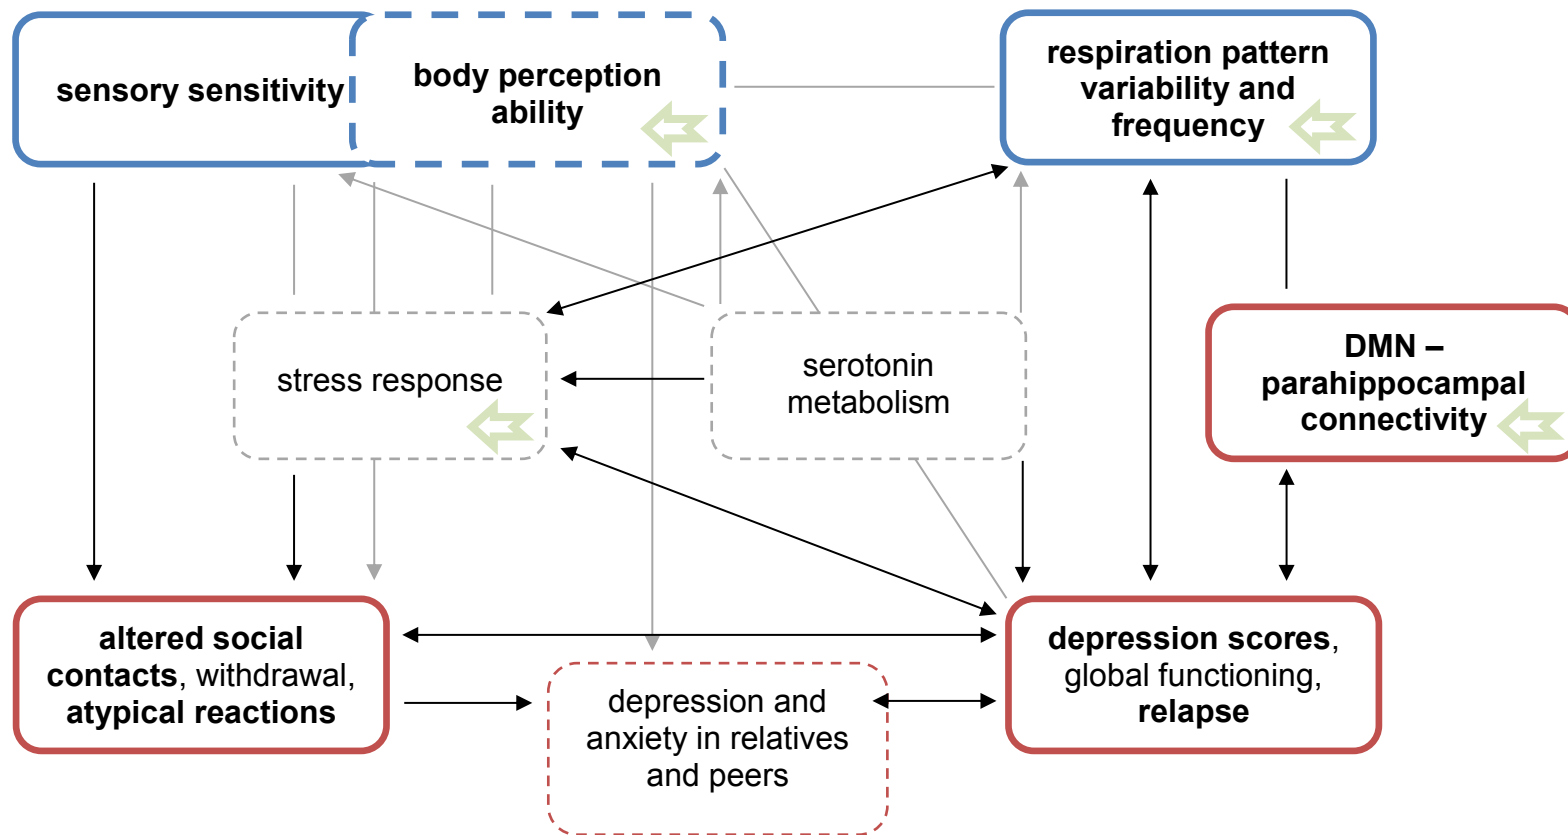 sensory sensitivity
body perception
ability
respiration pattern
variability and
frequency
stress response
serotonin
metabolism
DMN –
parahippocampal
connectivity
altered social
contacts, withdrawal,
atypical reactions
depression and
anxiety in relatives
and peers
depression scores,
global functioning,
relapse